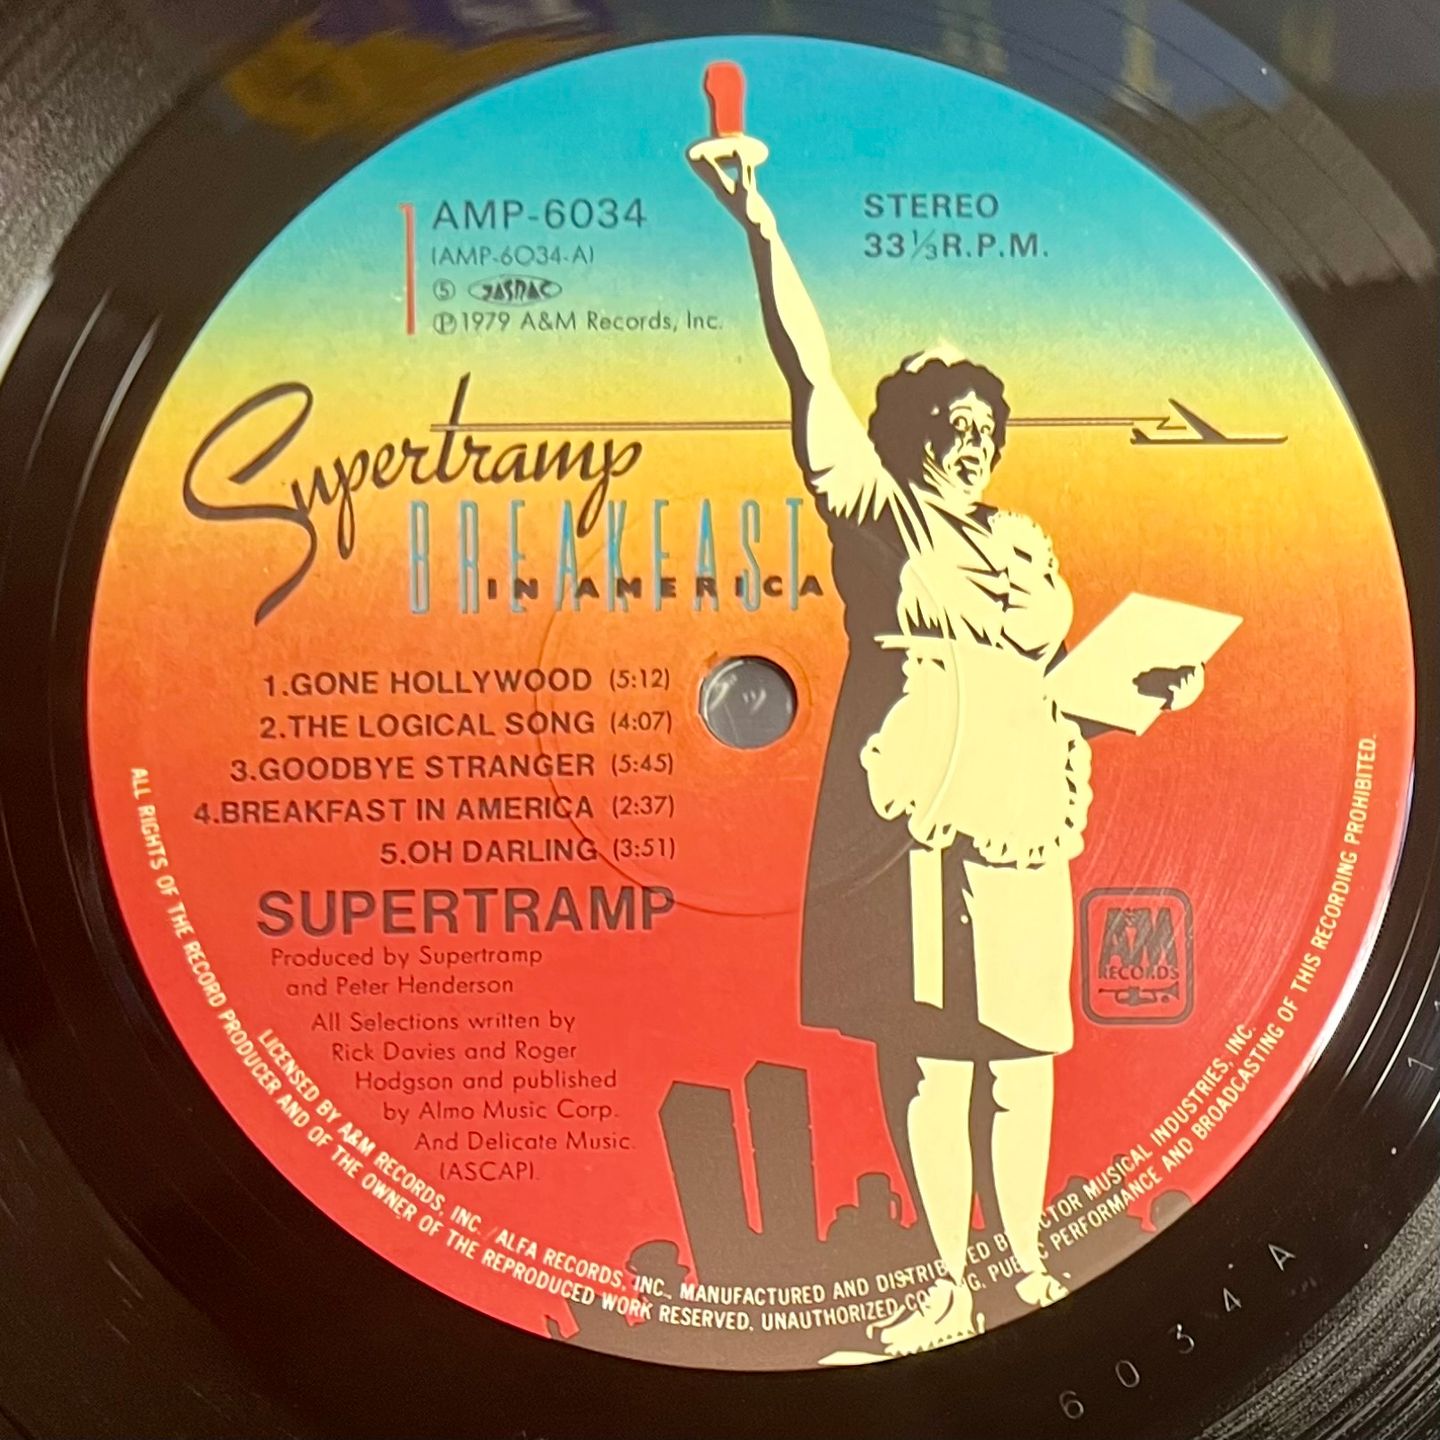 1
AMP-6034
(AMP-6034-A)
Ⓢ JASRAC
℗1979 A&M Records, Inc.
STEREO
33⅓R.P.M.
Supertramp
BREAKFAST
IN AMERICA
1.GONE HOLLYWOOD (5:12)
2.THE LOGICAL SONG (4:07)
3.GOODBYE STRANGER (5:45)
4.BREAKFAST IN AMERICA (2:37)
5.OH DARLING (3:51)
SUPERTRAMP
Produced by Supertramp
and Peter Henderson
All Selections written by
Rick Davies and Roger
Hodgson and published
by Almo Music Corp.
And Delicate Music.
(ASCAP).
A&M
RECORDS
LICENSED BY A&M RECORDS, INC. /ALFA RECORDS, INC., MANUFACTURED AND DISTRIBUTED BY VICTOR MUSICAL INDUSTRIES, INC.
ALL RIGHTS OF THE RECORD PRODUCER AND OF THE OWNER OF THE REPRODUCED WORK RESERVED. UNAUTHORIZED COPYING, PUBLIC PERFORMANCE AND BROADCASTING OF THIS RECORDING PROHIBITED.
6034 A